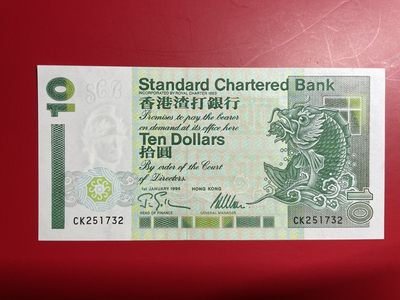 10
Standard Chartered Bank
INCORPORATED BY ROYAL CHARTER 1853
香港渣打銀行
Promises to pay the bearer
on demand at its office here
Ten Dollars
拾圓
By order of the Court
of Directors.
1ST JANUARY 1995 HONG KONG
CK251732 CK251732
HEAD OF FINANCE GENERAL MANAGER
10